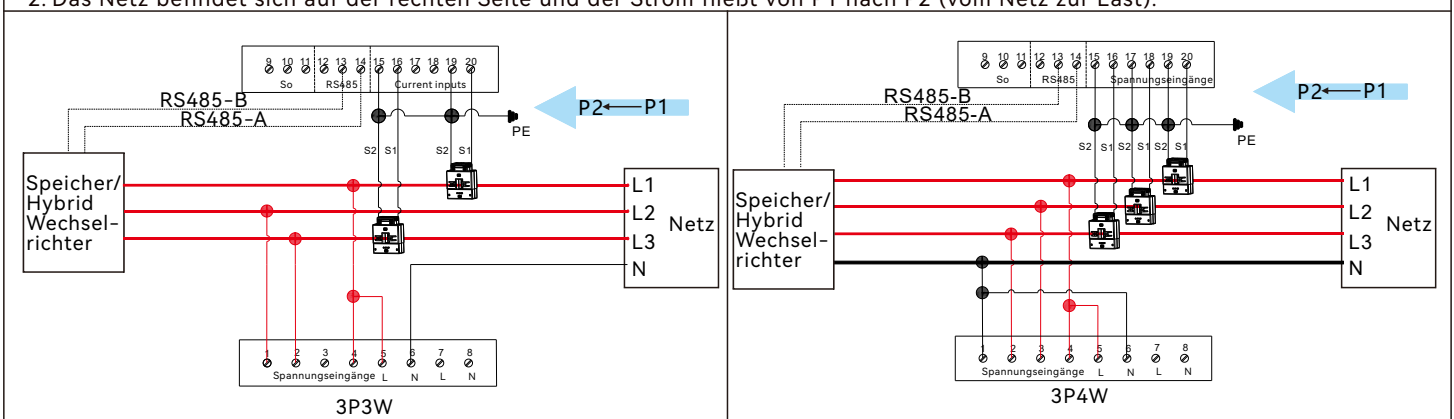 2. Das Netz befindet sich auf der rechten Seite und der Strom fließt von P1 nach P2 (vom Netz zur Last).
9 10 11 12 13 14 15 16 17 18 19 20
So RS485 Current inputs
RS485-B
RS485-A
P2 P1
PE
S2 S1 S2 S1
Speicher/
Hybrid
Wechsel-
richter
L1
L2
L3
N
Netz
1 2 3 4 5 6 7 8
Spannungseingänge L N L N
3P3W
9 10 11 12 13 14 15 16 17 18 19 20
So RS485 Spannungseingänge
RS485-B
RS485-A
P2 P1
PE
S2 S1 S2 S1 S2 S1
Speicher/
Hybrid
Wechsel-
richter
L1
L2
L3
N
Netz
1 2 3 4 5 6 7 8
Spannungseingänge L N L N
3P4W